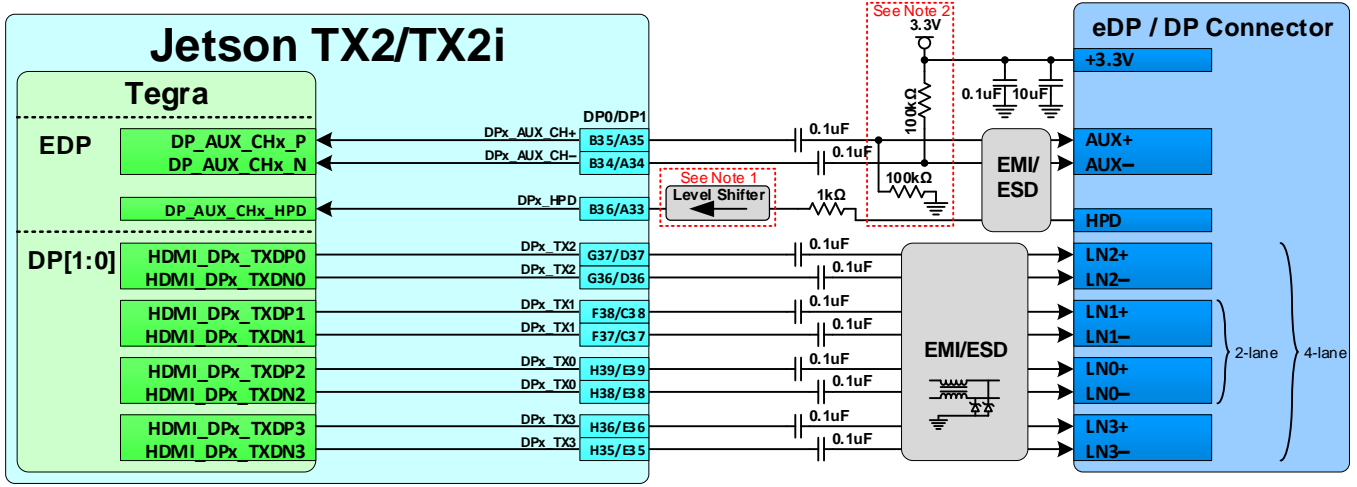 See Note 2
3.3V
Jetson TX2/TX2i
eDP / DP Connector
+3.3V
Tegra
0.1uF
10uF
100kΩ
DP0/DP1
EDP
DP_AUX_CHx_P
DPx_AUX_CH+
B35/A35
0.1uF
AUX+
DP_AUX_CHx_N
DPx_AUX_CH–
B34/A34
0.1uF
AUX–
EMI/
ESD
See Note 1
100kΩ
Level Shifter
1kΩ
DP_AUX_CHx_HPD
DPx_HPD
B36/A33
HPD
DP[1:0]
HDMI_DPx_TXDP0
DPx_TX2
G37/D37
0.1uF
LN2+
HDMI_DPx_TXDN0
DPx_TX2
G36/D36
0.1uF
LN2–
HDMI_DPx_TXDP1
DPx_TX1
F38/C38
0.1uF
LN1+
HDMI_DPx_TXDN1
DPx_TX1
F37/C37
0.1uF
LN1–
EMI/ESD
2-lane
4-lane
HDMI_DPx_TXDP2
DPx_TX0
H39/E39
0.1uF
LN0+
HDMI_DPx_TXDN2
DPx_TX0
H38/E38
0.1uF
LN0–
HDMI_DPx_TXDP3
DPx_TX3
H36/E36
0.1uF
LN3+
HDMI_DPx_TXDN3
DPx_TX3
H35/E35
0.1uF
LN3–